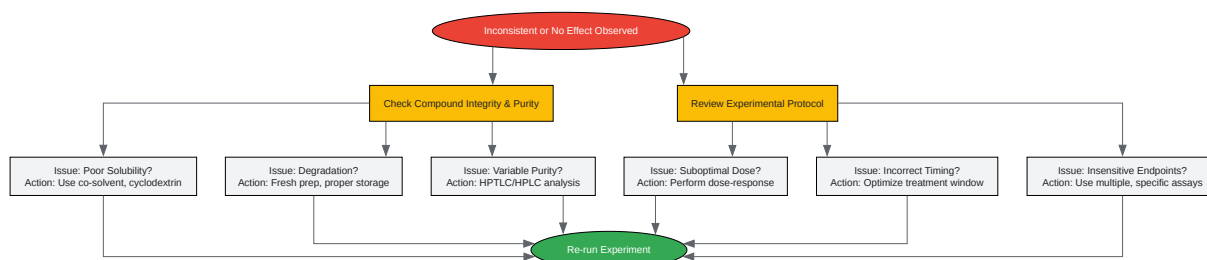 Inconsistent or No Effect Observed
Check Compound Integrity & Purity
Review Experimental Protocol
Issue: Poor Solubility?
Action: Use co-solvent, cyclodextrin
Issue: Degradation?
Action: Fresh prep, proper storage
Issue: Variable Purity?
Action: HPTLC/HPLC analysis
Issue: Suboptimal Dose?
Action: Perform dose-response
Issue: Incorrect Timing?
Action: Optimize treatment window
Issue: Insensitive Endpoints?
Action: Use multiple, specific assays
Re-run Experiment